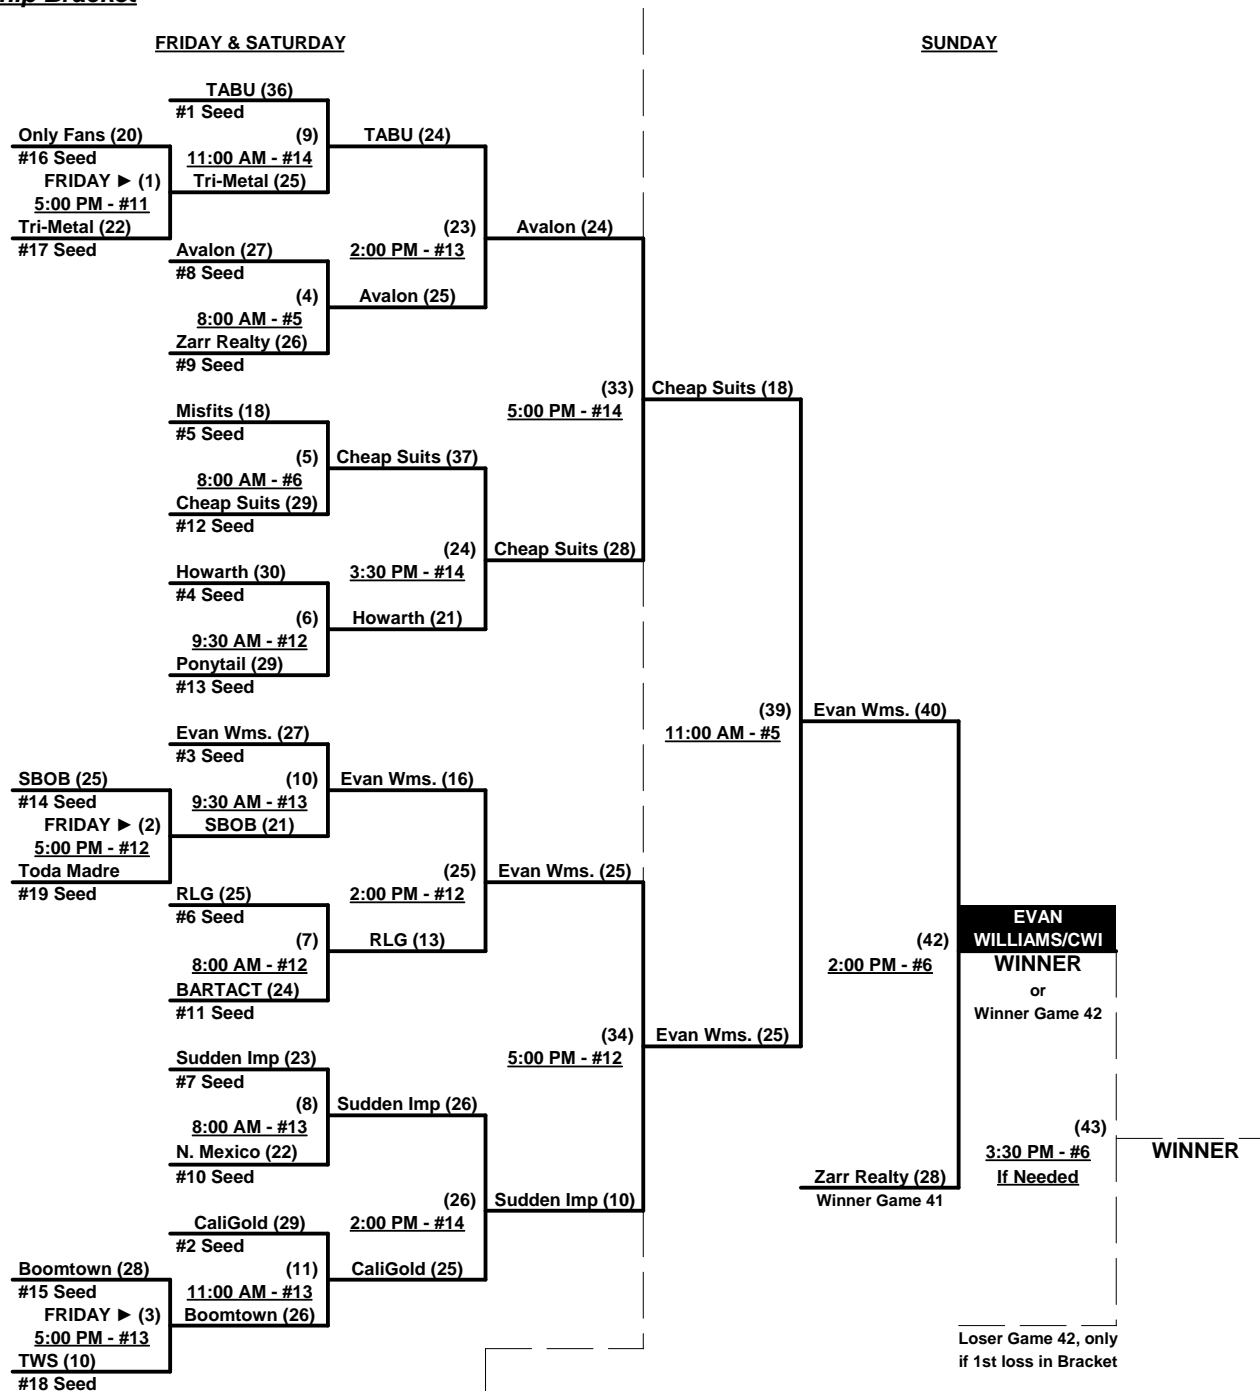 hip Bracket
FRIDAY & SATURDAY
SUNDAY
TABU (36)
#1 Seed
Only Fans (20)
(9)
TABU (24)
#16 Seed
11:00 AM - #14
FRIDAY ► (1)
Tri-Metal (25)
5:00 PM - #11
Tri-Metal (22)
(23)
Avalon (24)
#17 Seed
Avalon (27)
2:00 PM - #13
#8 Seed
(4)
Avalon (25)
8:00 AM - #5
Zarr Realty (26)
#9 Seed
(33)
Cheap Suits (18)
Misfits (18)
5:00 PM - #14
#5 Seed
(5)
Cheap Suits (37)
8:00 AM - #6
Cheap Suits (29)
#12 Seed
(24)
Cheap Suits (28)
Howarth (30)
3:30 PM - #14
#4 Seed
(6)
Howarth (21)
9:30 AM - #12
Ponytail (29)
#13 Seed
(39)
Evan Wms. (40)
Evan Wms. (27)
11:00 AM - #5
#3 Seed
SBOB (25)
(10)
Evan Wms. (16)
#14 Seed
9:30 AM - #13
FRIDAY ► (2)
SBOB (21)
5:00 PM - #12
Toda Madre
(25)
Evan Wms. (25)
#19 Seed
RLG (25)
2:00 PM - #12
#6 Seed
EVAN
WILLIAMS/CWI
(7)
RLG (13)
(42)
8:00 AM - #12
2:00 PM - #6
WINNER
BARTACT (24)
or
#11 Seed
Winner Game 42
(34)
Evan Wms. (25)
Sudden Imp (23)
5:00 PM - #12
#7 Seed
(8)
Sudden Imp (26)
8:00 AM - #13
(43)
N. Mexico (22)
3:30 PM - #6
WINNER
#10 Seed
Zarr Realty (28)
If Needed
(26)
Sudden Imp (10)
Winner Game 41
CaliGold (29)
2:00 PM - #14
#2 Seed
Boomtown (28)
(11)
CaliGold (25)
#15 Seed
11:00 AM - #13
FRIDAY ► (3)
Boomtown (26)
5:00 PM - #13
Loser Game 42, only
TWS (10)
if 1st loss in Bracket
#18 Seed